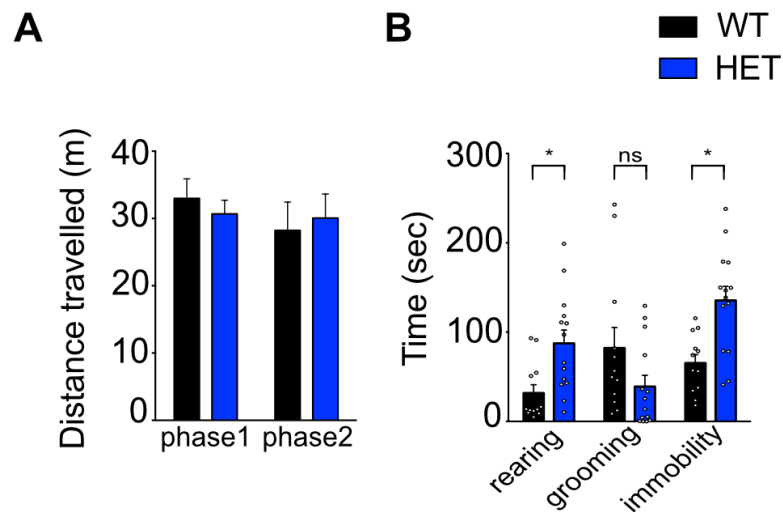 A
Distance travelled (m)
40
30
20
10
0
phase1 phase2
B
WT
HET
Time (sec)
300
200
100
0
* ns *
rearing
grooming
immobility